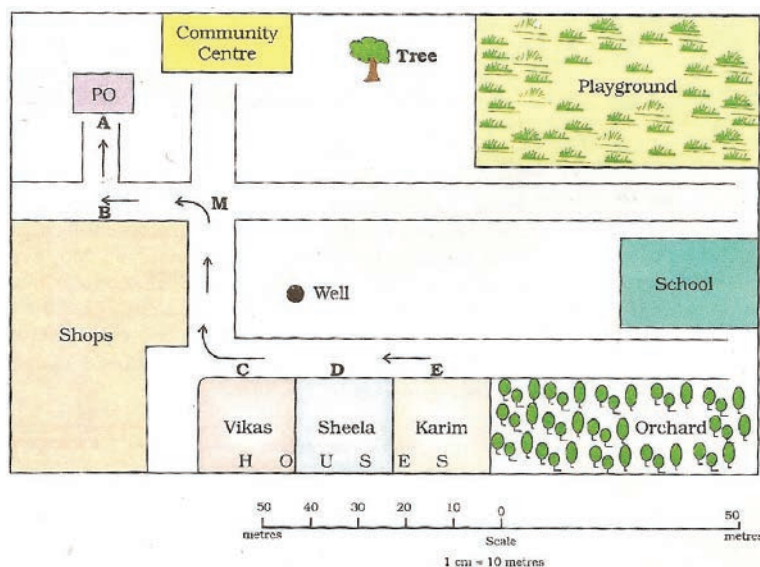 Community
Centre
Tree
PO
Playground
A
B
M
Well
School
Shops
C D E
Vikas Sheela Karim Orchard
H O U S E S
50 40 30 20 10 0 50
metres Scale metres
1 cm = 10 metres